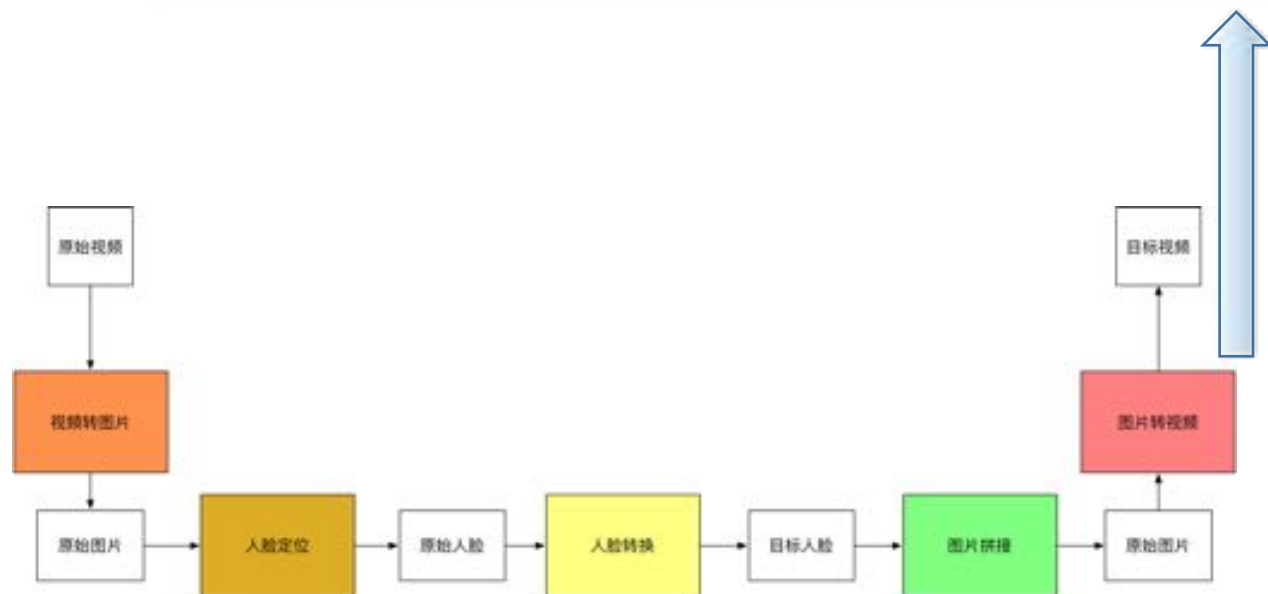 原始视频
目标视频
视频转图片
图片转视频
原始图片
人脸定位
原始人脸
人脸转换
目标人脸
图片拼接
原始图片